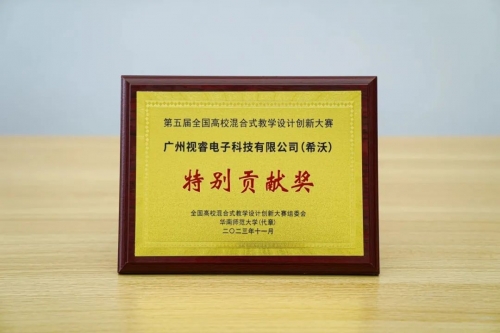 第五届全国高校混合式教学设计创新大赛
广州视睿电子科技有限公司(希沃)
特别贡献奖
全国高校混合式教学设计创新大赛组委会
华南师范大学(代章)
二〇二三年十一月